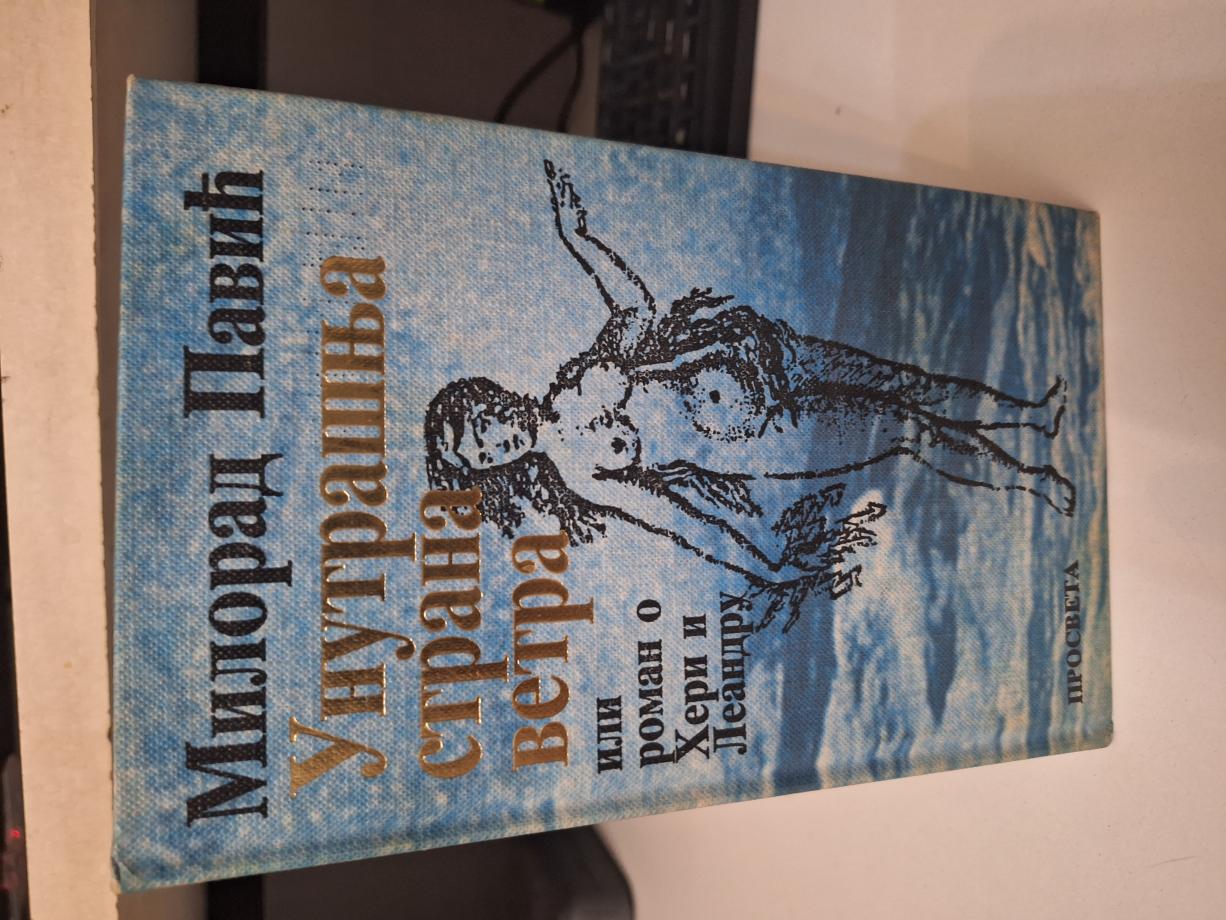 Милорад Павић
Унутрашња
страна
ветра
или
роман о
Хери и
Леандру
ПРОСВЕТА